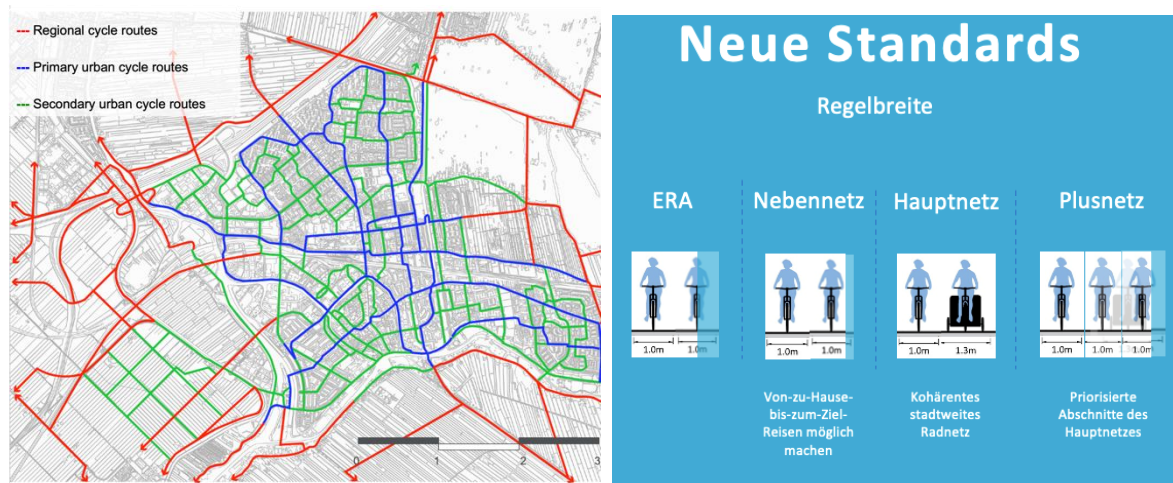 --- Regional cycle routes
--- Primary urban cycle routes
--- Secondary urban cycle routes
0 1 2 3
Neue Standards
Regelbreite
ERA
Nebennetz
Hauptnetz
Plusnetz
1.0m 1.0m
1.0m 1.0m
1.0m 1.3m
1.0m 1.0m 1.0m
Von-zu-Hause-
bis-zum-Ziel-
Reisen möglich
machen
Kohärentes
stadtweites
Radnetz
Priorisierte
Abschnitte des
Hauptnetzes